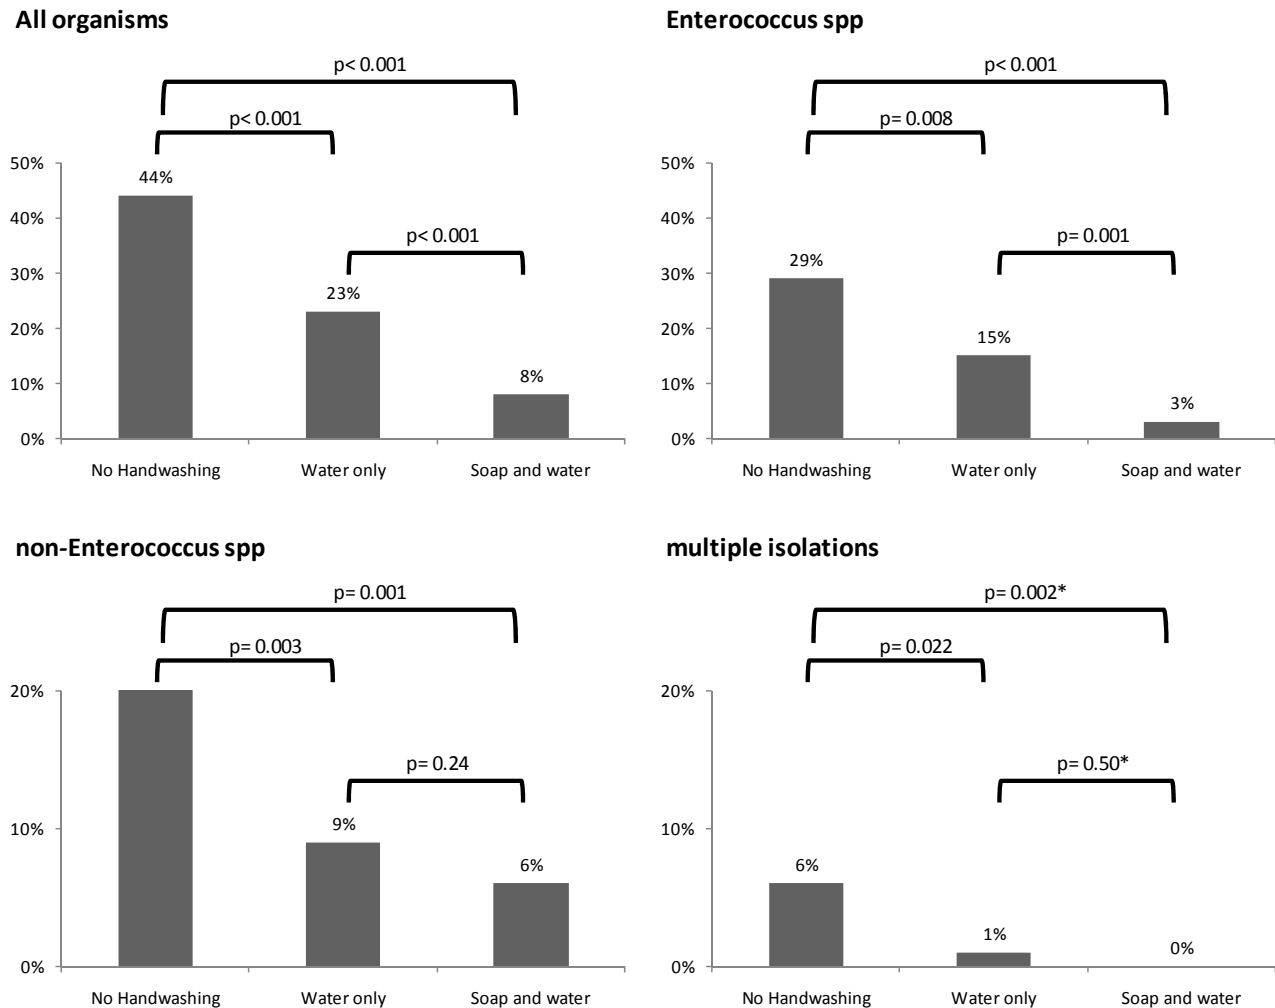 All organisms
p< 0.001
p< 0.001
50%
44%
40%
p< 0.001
30%
23%
20%
10%
8%
0%
No Handwashing Water only Soap and water
Enterococcus spp
p< 0.001
p= 0.008
50%
40%
p= 0.001
30%
29%
20%
15%
10%
3%
0%
No Handwashing Water only Soap and water
non-Enterococcus spp
p= 0.001
p= 0.003
20%
p= 0.24
10%
9%
6%
0%
No Handwashing Water only Soap and water
multiple isolations
p= 0.002*
p= 0.022
20%
p= 0.50*
10%
6%
1%
0%
0%
No Handwashing Water only Soap and water